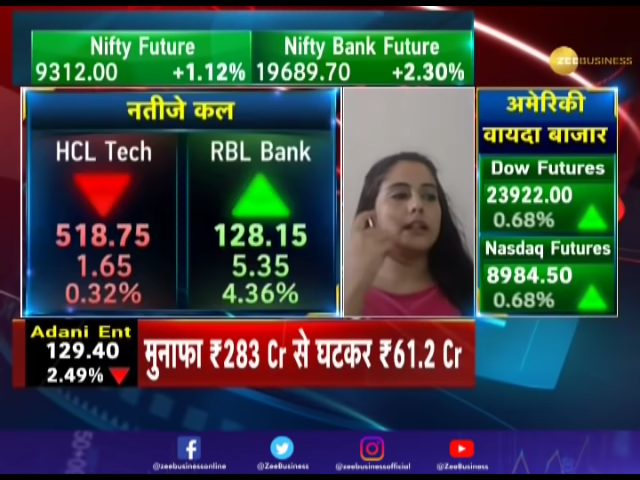 Nifty Future
9312.00 +1.12%
Nifty Bank Future
19689.70 +2.30%
ZEEBUSINESS
नतीजे कल
HCL Tech
518.75
1.65
0.32%
RBL Bank
128.15
5.35
4.36%
अमेरिकी
वायदा बाजार
Dow Futures
23922.00
0.68%
Nasdaq Futures
8984.50
0.68%
Adani Ent
129.40
2.49%
मुनाफा ₹283 Cr से घटकर ₹61.2 Cr
@zeebusinessonline
@ZeeBusiness
@zeebusinessofficial
@ZeeBusiness